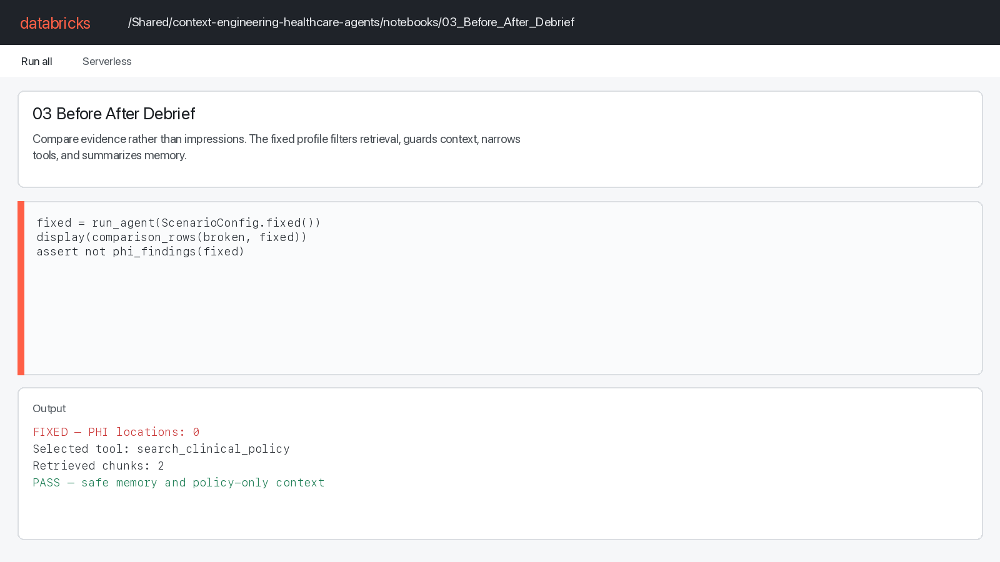 databricks
/Shared/context-engineering-healthcare-agents/notebooks/03_Before_After_Debrief
Run all
Serverless
03 Before After Debrief
Compare evidence rather than impressions. The fixed profile filters retrieval, guards context, narrows
tools, and summarizes memory.
fixed = run_agent(ScenarioConfig.fixed())
display(comparison_rows(broken, fixed))
assert not phi_findings(fixed)
Output
FIXED — PHI locations: 0
Selected tool: search_clinical_policy
Retrieved chunks: 2
PASS — safe memory and policy-only context